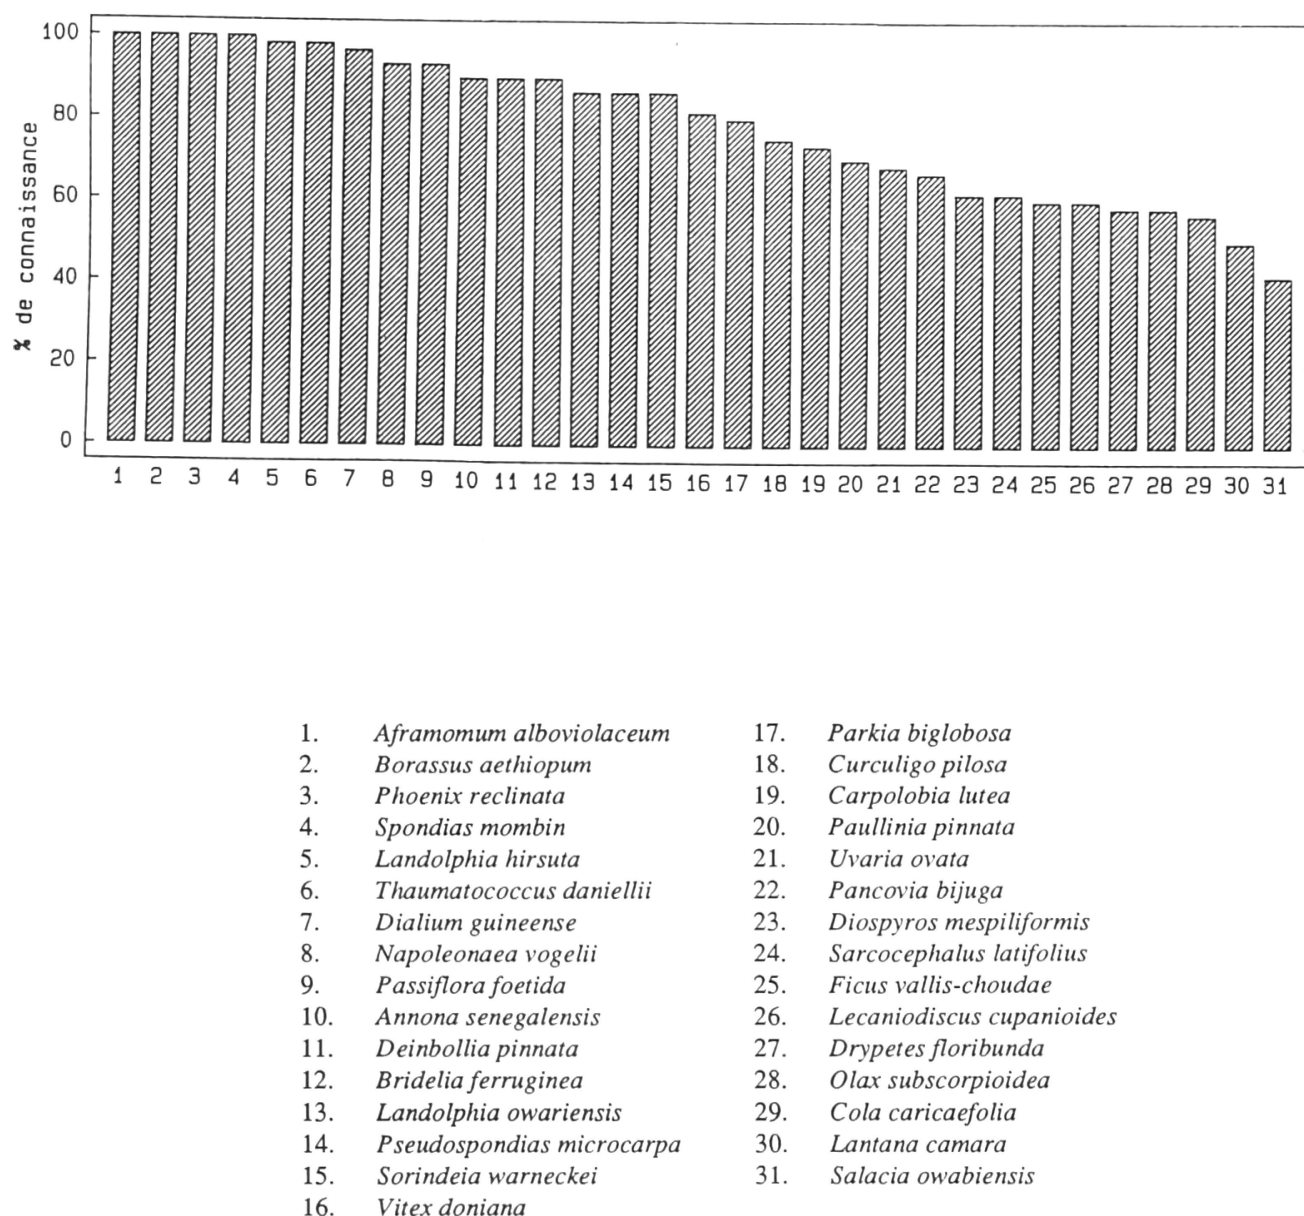 100
80
60
40
20
0
% de connaissance
1 2 3 4 5 6 7 8 9 10 11 12 13 14 15 16 17 18 19 20 21 22 23 24 25 26 27 28 29 30 31
1. Aframomum alboviolaceum 17. Parkia biglobosa
2. Borassus aethiopum 18. Curculigo pilosa
3. Phoenix reclinata 19. Carpolobia lutea
4. Spondias mombin 20. Paullinia pinnata
5. Landolphia hirsuta 21. Uvaria ovata
6. Thaumatococcus daniellii 22. Pancovia bijuga
7. Dialium guineense 23. Diospyros mespiliformis
8. Napoleonaea vogelii 24. Sarcocephalus latifolius
9. Passiflora foetida 25. Ficus vallis-choudae
10. Annona senegalensis 26. Lecaniodiscus cupanioides
11. Deinbollia pinnata 27. Drypetes floribunda
12. Bridelia ferruginea 28. Olax subscorpioidea
13. Landolphia owariensis 29. Cola caricaefolia
14. Pseudospondias microcarpa 30. Lantana camara
15. Sorindeia warneckei 31. Salacia owabiensis
16. Vitex doniana